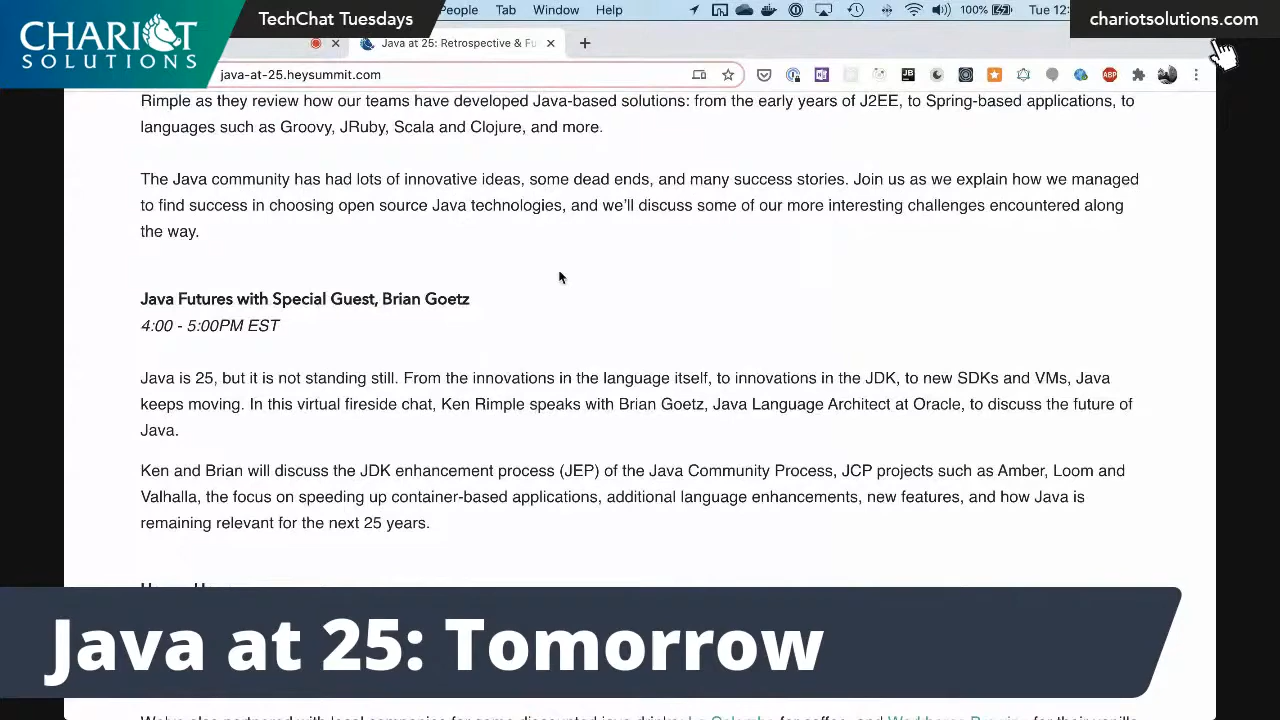 CHARIOT
SOLUTIONS
TechChat Tuesdays
People Tab Window Help
100%
Tue 12:
chariotsolutions.com
Java at 25: Retrospective & Fu
java-at-25.heysummit.com
Rimple as they review how our teams have developed Java-based solutions: from the early years of J2EE, to Spring-based applications, to
languages such as Groovy, JRuby, Scala and Clojure, and more.
The Java community has had lots of innovative ideas, some dead ends, and many success stories. Join us as we explain how we managed
to find success in choosing open source Java technologies, and we'll discuss some of our more interesting challenges encountered along
the way.
Java Futures with Special Guest, Brian Goetz
4:00 - 5:00PM EST
Java is 25, but it is not standing still. From the innovations in the language itself, to innovations in the JDK, to new SDKs and VMs, Java
keeps moving. In this virtual fireside chat, Ken Rimple speaks with Brian Goetz, Java Language Architect at Oracle, to discuss the future of
Java.
Ken and Brian will discuss the JDK enhancement process (JEP) of the Java Community Process, JCP projects such as Amber, Loom and
Valhalla, the focus on speeding up container-based applications, additional language enhancements, new features, and how Java is
remaining relevant for the next 25 years.
Java at 25: Tomorrow